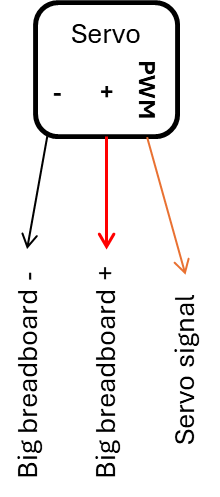 Servo
-
+
PWM
Big breadboard -
Big breadboard +
Servo signal